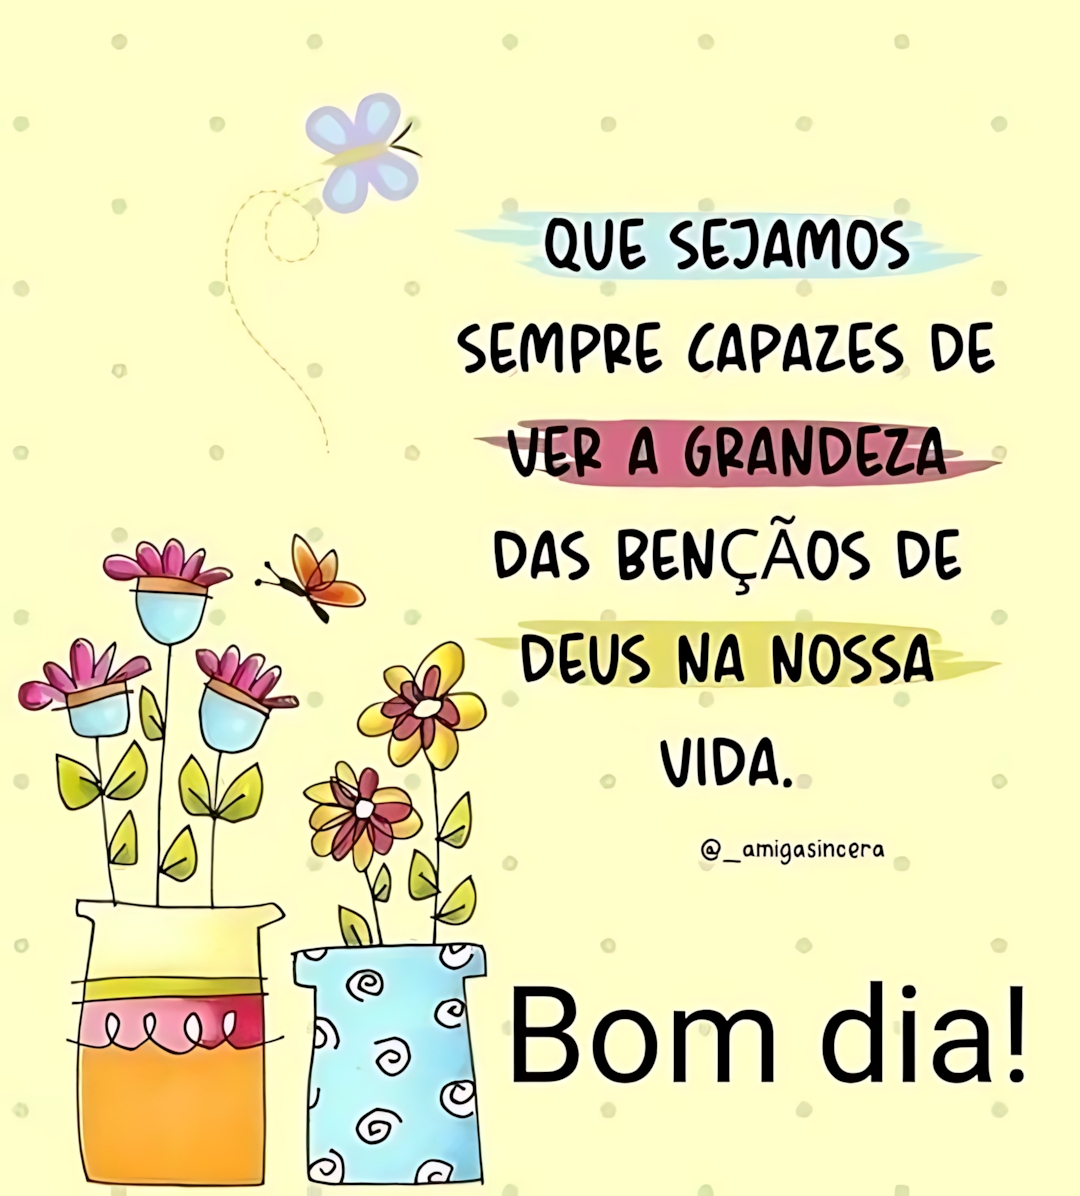 QUE SEJAMOS
SEMPRE CAPAZES DE
VER A GRANDEZA
DAS BENÇÃOS DE
DEUS NA NOSSA
VIDA.
@_amigasincera
Bom dia!